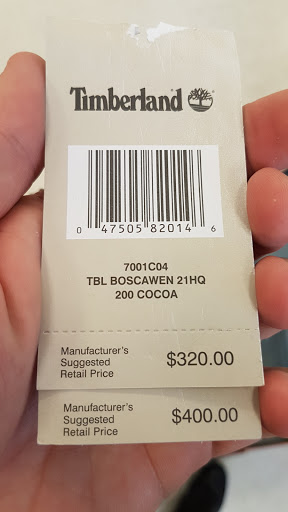 Timberland
0 47505 82014 6
7001C04
TBL BOSCAWEN 21HQ
200 COCOA
Manufacturer's
Suggested
Retail Price
$320.00
Manufacturer's
Suggested
Retail Price
$400.00